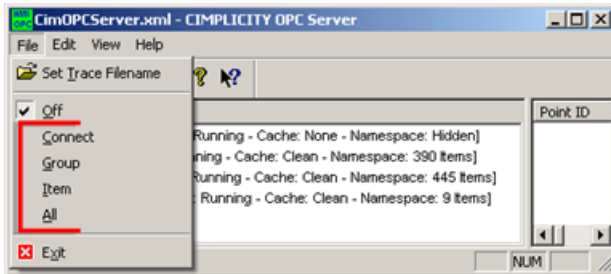 CimOPCServer.xml - CIMPLICITY OPC Server
File Edit View Help
Set Trace Filename
Off
Connect
Group
Item
All
Exit
Point ID
Running - Cache: None - Namespace: Hidden]
ning - Cache: Clean - Namespace: 390 Items]
Running - Cache: Clean - Namespace: 445 Items]
Running - Cache: Clean - Namespace: 9 Items]
NUM